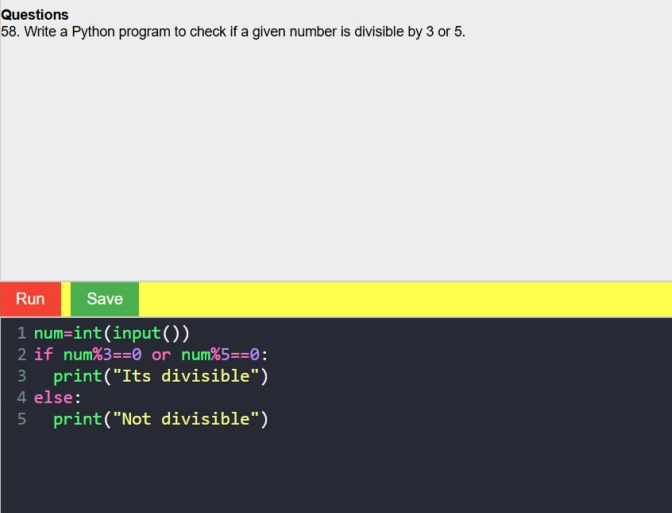 Questions
58. Write a Python program to check if a given number is divisible by 3 or 5.
Run Save
1 num=int(input())
2 if num%3==0 or num%5==0:
3   print("Its divisible")
4 else:
5   print("Not divisible")